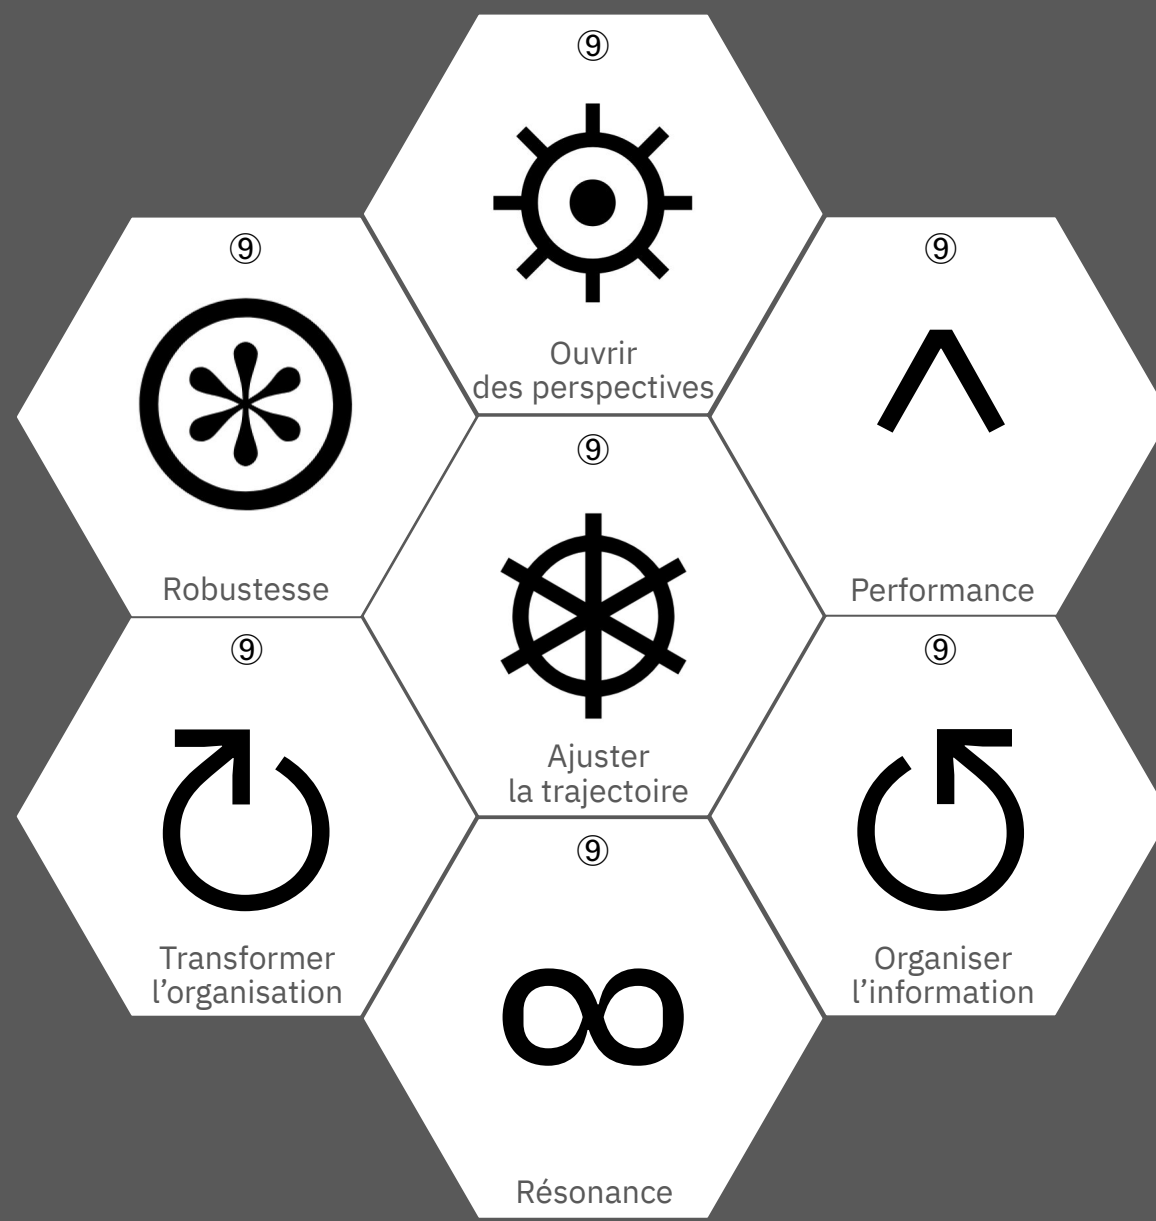 ⑨
Ouvrir
des perspectives
⑨
Robustesse
⑨
Performance
⑨
Ajuster
la trajectoire
⑨
Transformer
l’organisation
⑨
Organiser
l’information
⑨
∞
Résonance